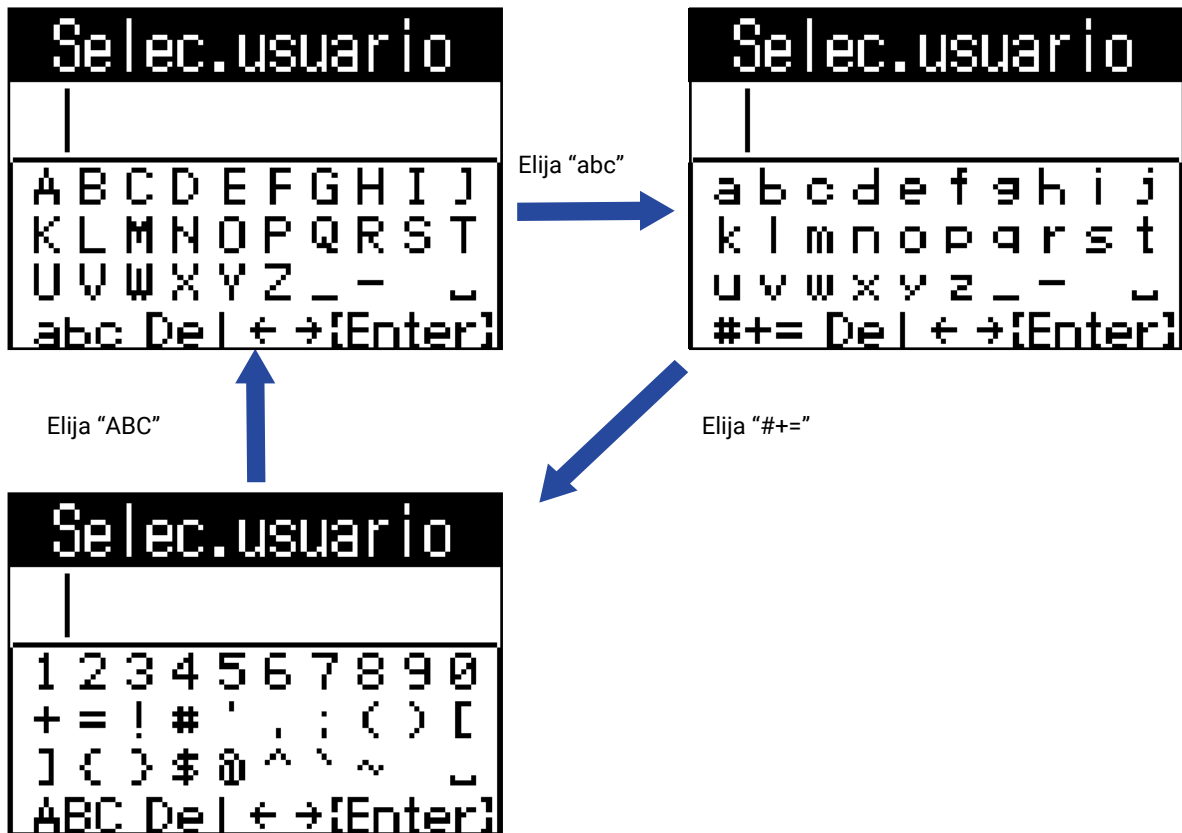 Selec.usuario
A B C D E F G H I J
K L M N O P Q R S T
U V W X Y Z _ - ␣
abc Del ← → [Enter]
Elija “abc”
Selec.usuario
a b c d e f g h i j
k l m n o p q r s t
u v w x y z _ - ␣
#+= Del ← → [Enter]
Elija “ABC”
Elija “#+=”
Selec.usuario
1 2 3 4 5 6 7 8 9 0
+ = ! # ' , ; ( ) [
] { } $ @ ^ ` ~ ␣
ABC Del ← → [Enter]